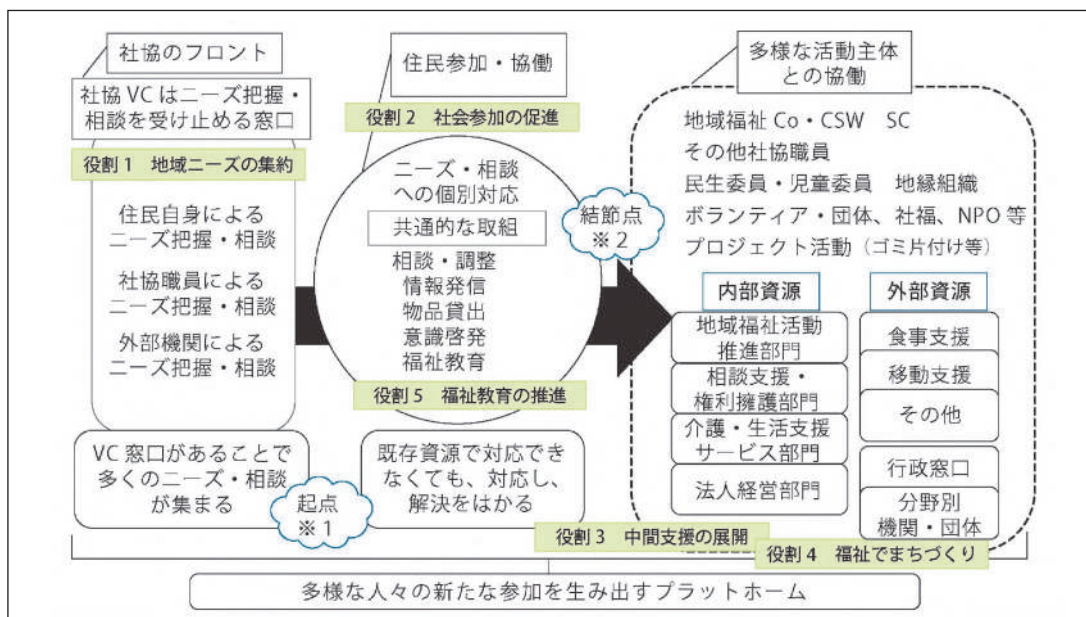 社協のフロント
社協 VC はニーズ把握・
相談を受け止める窓口
役割 1　地域ニーズの集約
住民自身による
ニーズ把握・相談
社協職員による
ニーズ把握・相談
外部機関による
ニーズ把握・相談
VC 窓口があることで
多くのニーズ・相談
が集まる
起点
※ 1
住民参加・協働
役割 2　社会参加の促進
ニーズ・相談
への個別対応
共通的な取組
相談・調整
情報発信
物品貸出
意識啓発
福祉教育
役割 5　福祉教育の推進
既存資源で対応でき
なくても、対応し、
解決をはかる
結節点
※ 2
多様な活動主体
との協働
地域福祉 Co・CSW　SC
その他社協職員
民生委員・児童委員　地縁組織
ボランティア・団体、社福、NPO 等
プロジェクト活動（ゴミ片付け等）
内部資源
地域福祉活動
推進部門
相談支援・
権利擁護部門
介護・生活支援
サービス部門
法人経営部門
外部資源
食事支援
移動支援
その他
行政窓口
分野別
機関・団体
役割 3　中間支援の展開
役割 4　福祉でまちづくり
多様な人々の新たな参加を生み出すプラットホーム